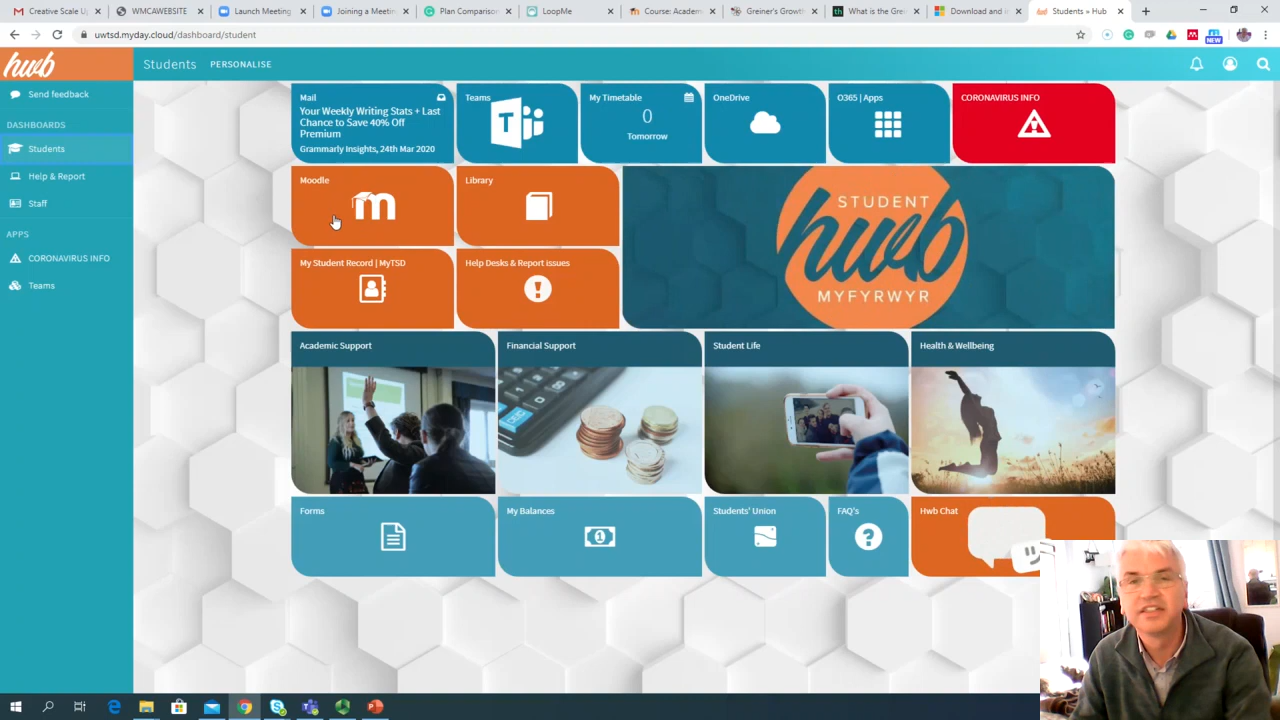 Creative Scale Up
WMCAWEBSITE
Launch Meeting
Joining a Meetin
Plan Comparison
LoopMe
Course: Academ
Greiner's Growth
What is the Grei
Download and in
Students » Hub
uwtsd.myday.cloud/dashboard/student
NEW
hwb
Students PERSONALISE
Send feedback
DASHBOARDS
Students
Help & Report
Staff
APPS
CORONAVIRUS INFO
Teams
Mail
Your Weekly Writing Stats + Last
Chance to Save 40% Off
Premium
Grammarly Insights, 24th Mar 2020
Teams
T
My Timetable
0
Tomorrow
OneDrive
O365 | Apps
CORONAVIRUS INFO
Moodle
m
Library
STUDENT
hwb
MYFYRWYR
My Student Record | MyTSD
Help Desks & Report issues
Academic Support
Financial Support
Student Life
Health & Wellbeing
Forms
My Balances
Students' Union
FAQ's
Hwb Chat